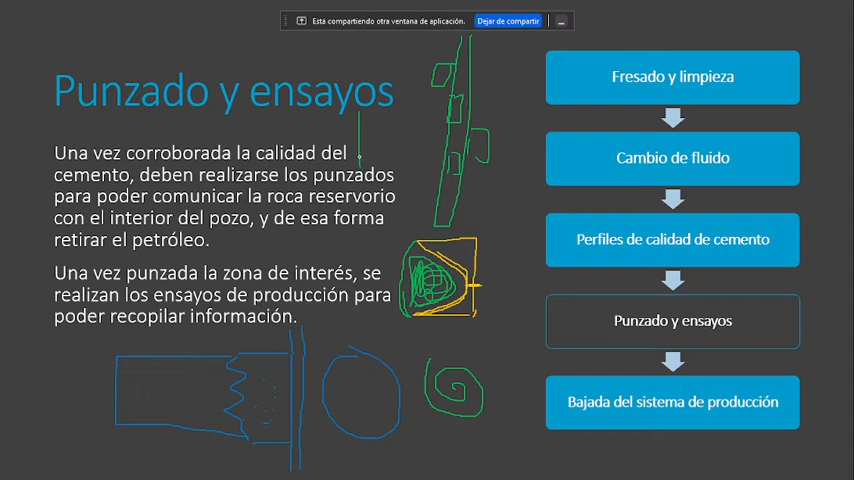 Está compartiendo otra ventana de aplicación. Dejar de compartir
Punzado y ensayos
Una vez corroborada la calidad del
cemento, deben realizarse los punzados
para poder comunicar la roca reservorio
con el interior del pozo, y de esa forma
retirar el petróleo.
Una vez punzada la zona de interés, se
realizan los ensayos de producción para
poder recopilar información.
Fresado y limpieza
Cambio de fluido
Perfiles de calidad de cemento
Punzado y ensayos
Bajada del sistema de producción